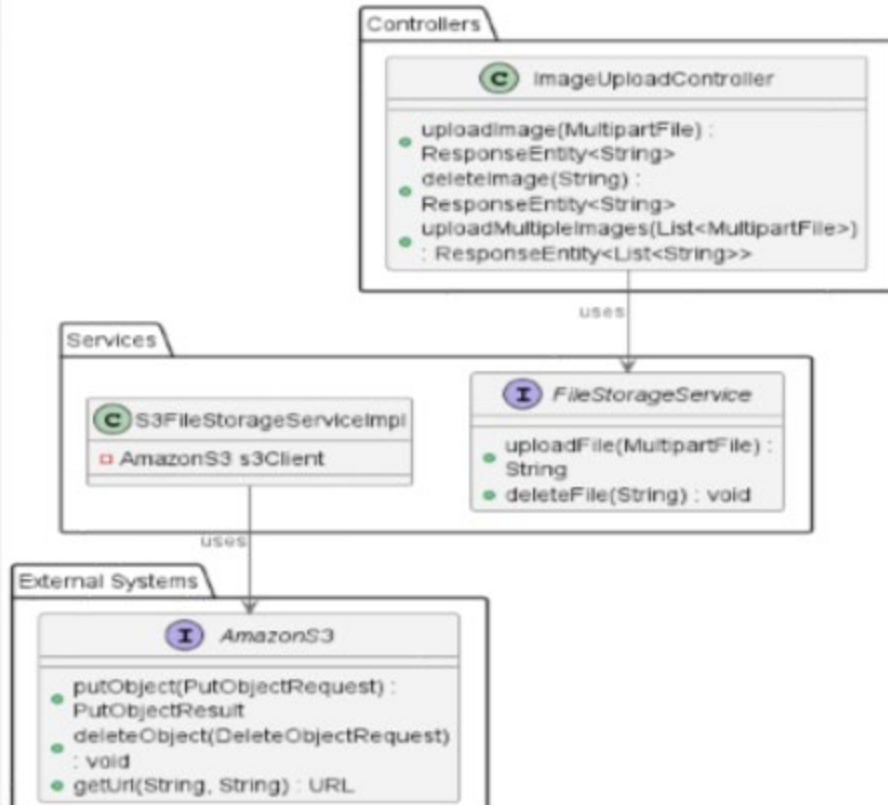 Controllers
C ImageUploadController
uploadImage(MultipartFile) :
ResponseEntity<String>
deleteImage(String) :
ResponseEntity<String>
uploadMultipleImages(List<MultipartFile>)
: ResponseEntity<List<String>>
uses
Services
C S3FileStorageServiceImpl
AmazonS3 s3Client
I FileStorageService
uploadFile(MultipartFile) :
String
deleteFile(String) : void
uses
External Systems
I AmazonS3
putObject(PutObjectRequest) :
PutObjectResult
deleteObject(DeleteObjectRequest)
: void
getUrl(String, String) : URL